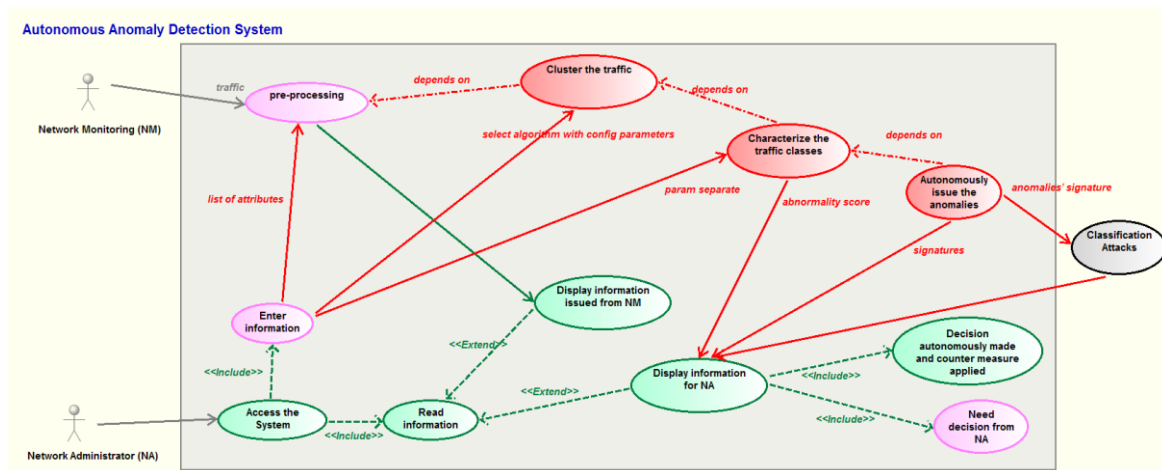 Autonomous Anomaly Detection System
Cluster the traffic
depends on
depends on
traffic
pre-processing
Network Monitoring (NM)
select algorithm with config parameters
Characterize the
traffic classes
depends on
param separate
list of attributes
abnormality score
Autonomously
issue the
anomalies
anomalies' signature
signatures
Classification
Attacks
Display information
issued from NM
Enter
information
<<Extend>>
Decision
autonomously made
and counter measure
applied
<<Include>>
Display information
for NA
<<Include>>
<<Extend>>
Access the
System
Read
information
<<Include>>
<<Include>>
Need
decision from
NA
Network Administrator (NA)